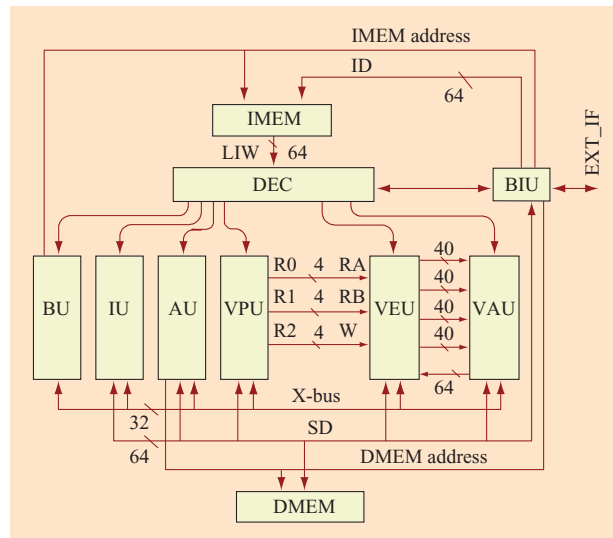 IMEM address
ID
64
IMEM
EXT_IF
LIW 64
DEC
BIU
BU
IU
AU
VPU
R0 4 RA
R1 4 RB
R2 4 W
VEU
40
40
40
40
64
VAU
X-bus
32
SD
64
DMEM address
DMEM